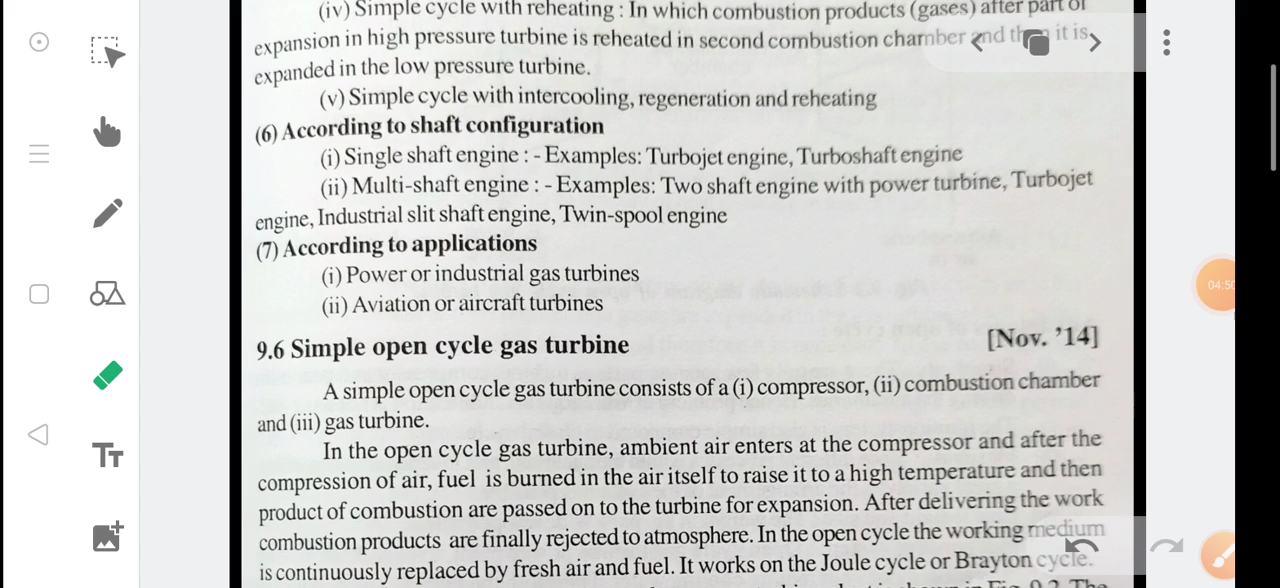 (iv) Simple cycle with reheating : In which combustion products (gases) after part of
expansion in high pressure turbine is reheated in second combustion chamber and then it is
expanded in the low pressure turbine.
(v) Simple cycle with intercooling, regeneration and reheating
(6) According to shaft configuration
(i) Single shaft engine : - Examples: Turbojet engine, Turboshaft engine
(ii) Multi-shaft engine : - Examples: Two shaft engine with power turbine, Turbojet
engine, Industrial slit shaft engine, Twin-spool engine
(7) According to applications
(i) Power or industrial gas turbines
(ii) Aviation or aircraft turbines
04:50
9.6 Simple open cycle gas turbine [Nov. '14]
A simple open cycle gas turbine consists of a (i) compressor, (ii) combustion chamber
and (iii) gas turbine.
In the open cycle gas turbine, ambient air enters at the compressor and after the
compression of air, fuel is burned in the air itself to raise it to a high temperature and then
product of combustion are passed on to the turbine for expansion. After delivering the work
combustion products are finally rejected to atmosphere. In the open cycle the working medium
is continuously replaced by fresh air and fuel. It works on the Joule cycle or Brayton cycle.
TT